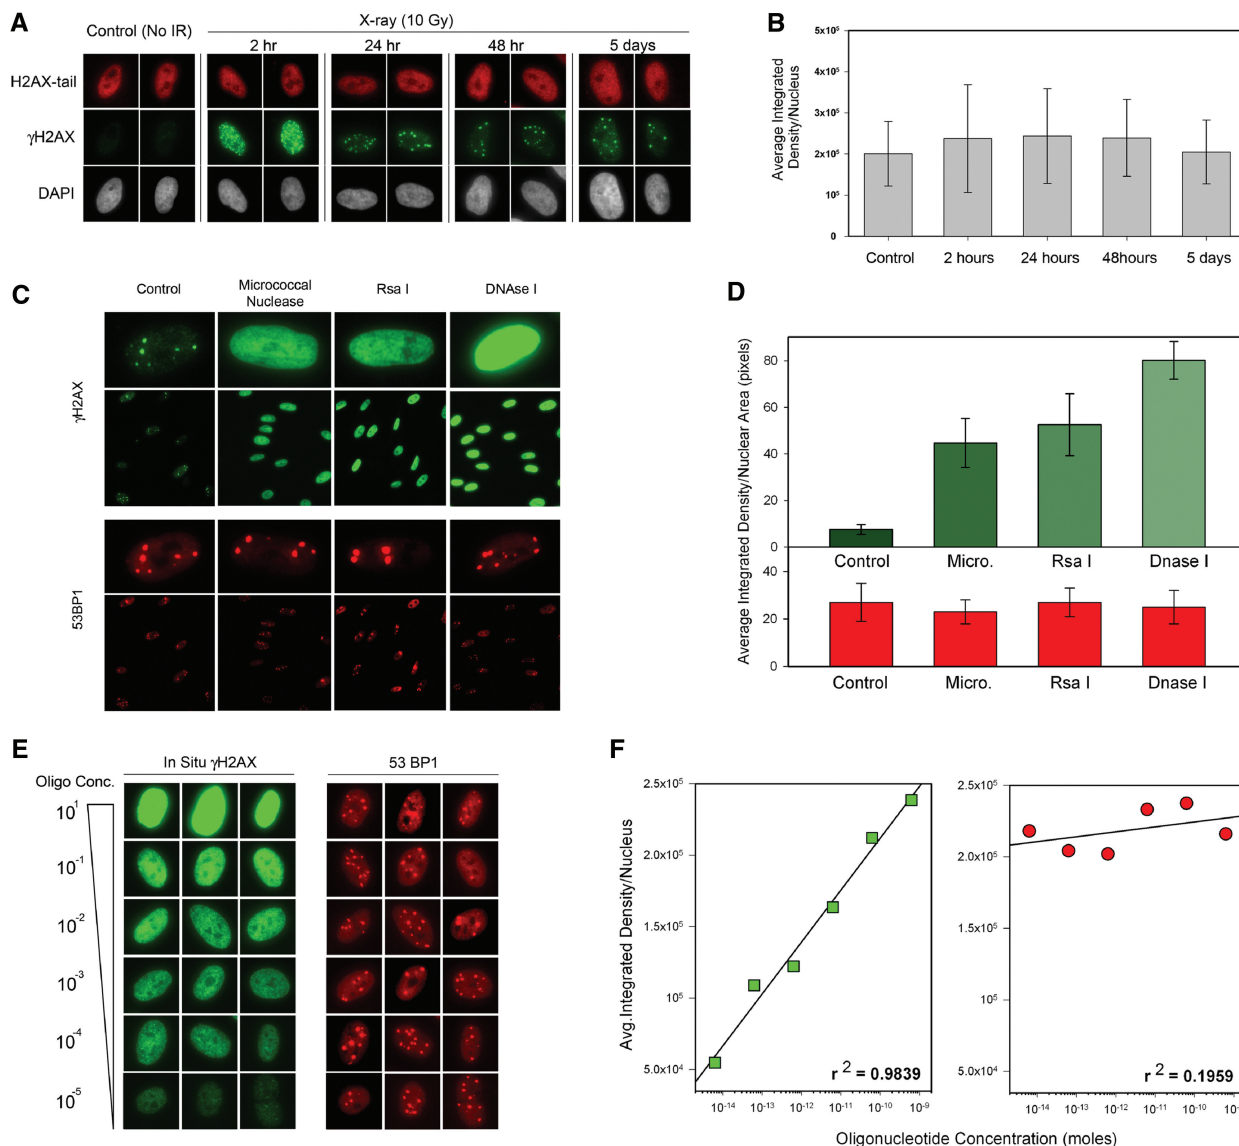 A
Control (No IR)
X-ray (10 Gy)
2 hr
24 hr
48 hr
5 days
H2AX-tail
γH2AX
DAPI
B
Average Integrated
Density/Nucleus
5x10⁵
4x10⁵
3x10⁵
2x10⁵
10⁵
0
Control
2 hours
24 hours
48hours
5 days
C
Control
Micrococcal
Nuclease
Rsa I
DNAse I
γH2AX
53BP1
D
Average Integrated Density/Nuclear Area (pixels)
80
60
40
20
0
Control
Micro.
Rsa I
Dnase I
40
20
0
Control
Micro.
Rsa I
Dnase I
E
In Situ γH2AX
53 BP1
Oligo Conc.
10¹
10⁻¹
10⁻²
10⁻³
10⁻⁴
10⁻⁵
F
Avg.Integrated Density/Nucleus
2.5x10⁵
2.0x10⁵
1.5x10⁵
10⁵
5.0x10⁴
r² = 0.9839
10⁻¹⁴
10⁻¹³
10⁻¹²
10⁻¹¹
10⁻¹⁰
10⁻⁹
2.5x10⁵
2.0x10⁵
1.5x10⁵
10⁵
5.0x10⁴
r² = 0.1959
10⁻¹⁴
10⁻¹³
10⁻¹²
10⁻¹¹
10⁻¹⁰
Oligonucleotide Concentration (moles)